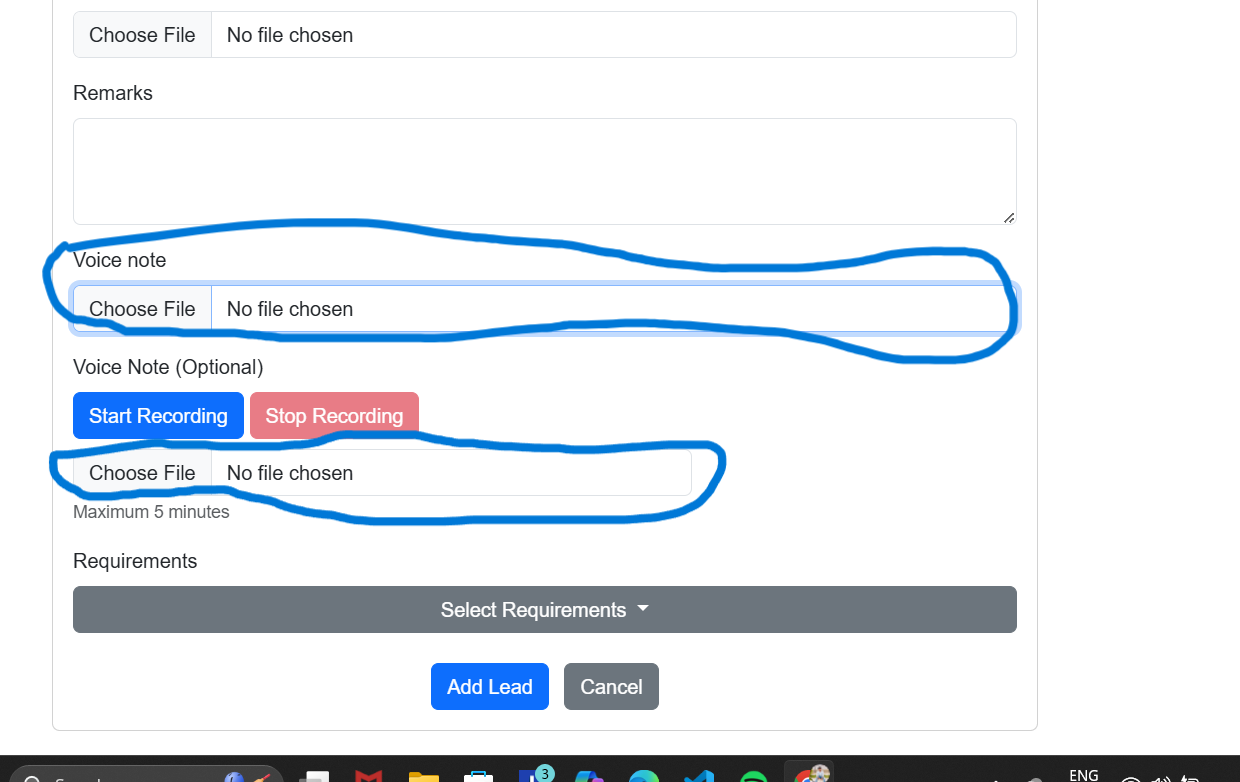 Choose File No file chosen
Remarks
Voice note
Choose File No file chosen
Voice Note (Optional)
Start Recording Stop Recording
Choose File No file chosen
Maximum 5 minutes
Requirements
Select Requirements
Add Lead Cancel
3
ENG